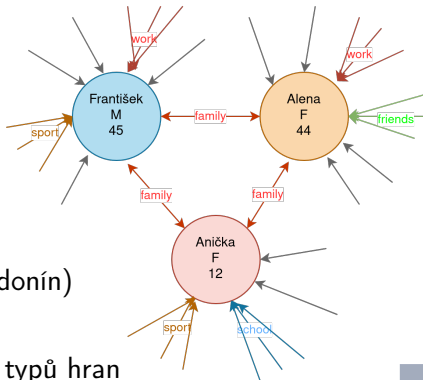 work
work
František
M
45
Alena
F
44
family
friends
sport
family
family
Anička
F
12
donín)
sport
school
typů hran